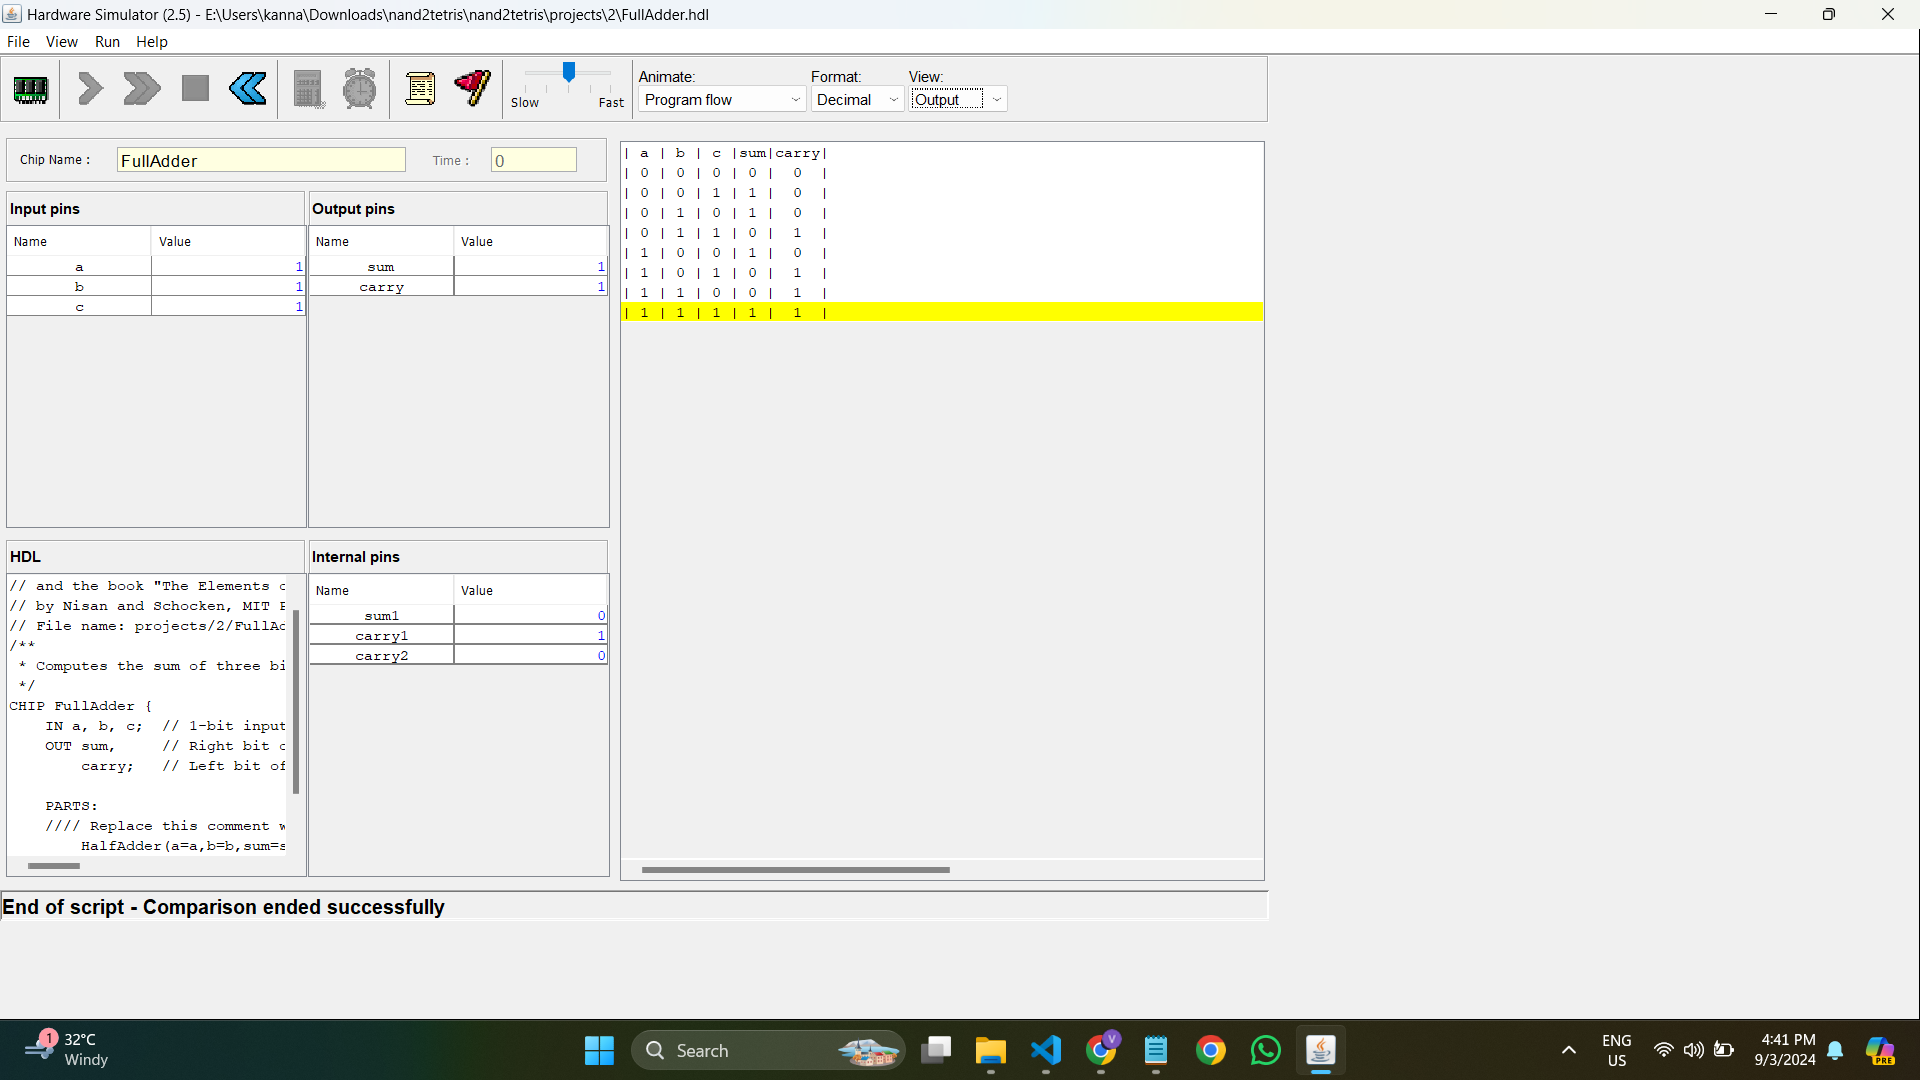 Hardware Simulator (2.5) - E:\Users\kanna\Downloads\nand2tetris\nand2tetris\projects\2\FullAdder.hdl
File View Run Help
Animate: Format: View:
Slow Fast Program flow Decimal Output
Chip Name : FullAdder Time : 0
Input pins
Name Value
a 1
b 1
c 1
Output pins
Name Value
sum 1
carry 1
| a | b | c |sum|carry|
| 0 | 0 | 0 | 0 | 0 |
| 0 | 0 | 1 | 1 | 0 |
| 0 | 1 | 0 | 1 | 0 |
| 0 | 1 | 1 | 0 | 1 |
| 1 | 0 | 0 | 1 | 0 |
| 1 | 0 | 1 | 0 | 1 |
| 1 | 1 | 0 | 0 | 1 |
| 1 | 1 | 1 | 1 | 1 |
HDL
// and the book "The Elements
// by Nisan and Schocken, MIT
// File name: projects/2/FullAd
/**
* Computes the sum of three bi
*/
CHIP FullAdder {
IN a, b, c; // 1-bit input
OUT sum, // Right bit
carry; // Left bit of
PARTS:
//// Replace this comment
HalfAdder(a=a,b=b,sum=s
Internal pins
Name Value
sum1 0
carry1 1
carry2 0
End of script - Comparison ended successfully
1
32°C
Windy
Search
V
ENG
US
4:41 PM
9/3/2024
PRE